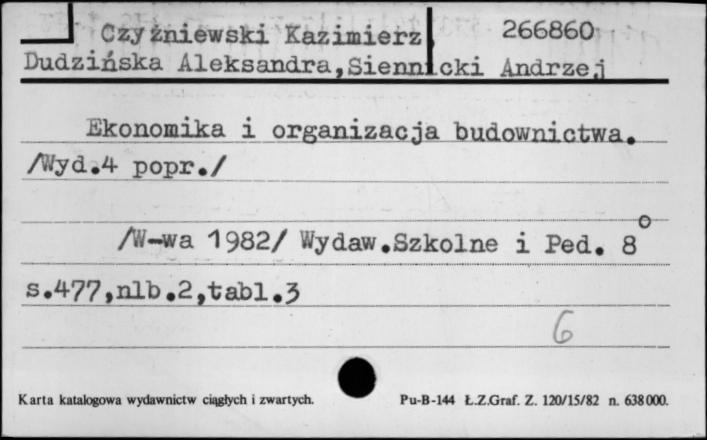 Czyżniewski Kazimierz 266860
Dudzińska Aleksandra,Siennicki Andrzej
Ekonomika i organizacja budownictwa.
/Wyd.4 popr./
/W-wa 1982/ Wydaw.Szkolne i Ped. 8°
s.477,nlb.2,tabl.3
6
Karta katalogowa wydawnictw ciągłych i zwartych. Pu-B-144 Ł.Z.Graf. Z. 120/15/82 n. 638000.